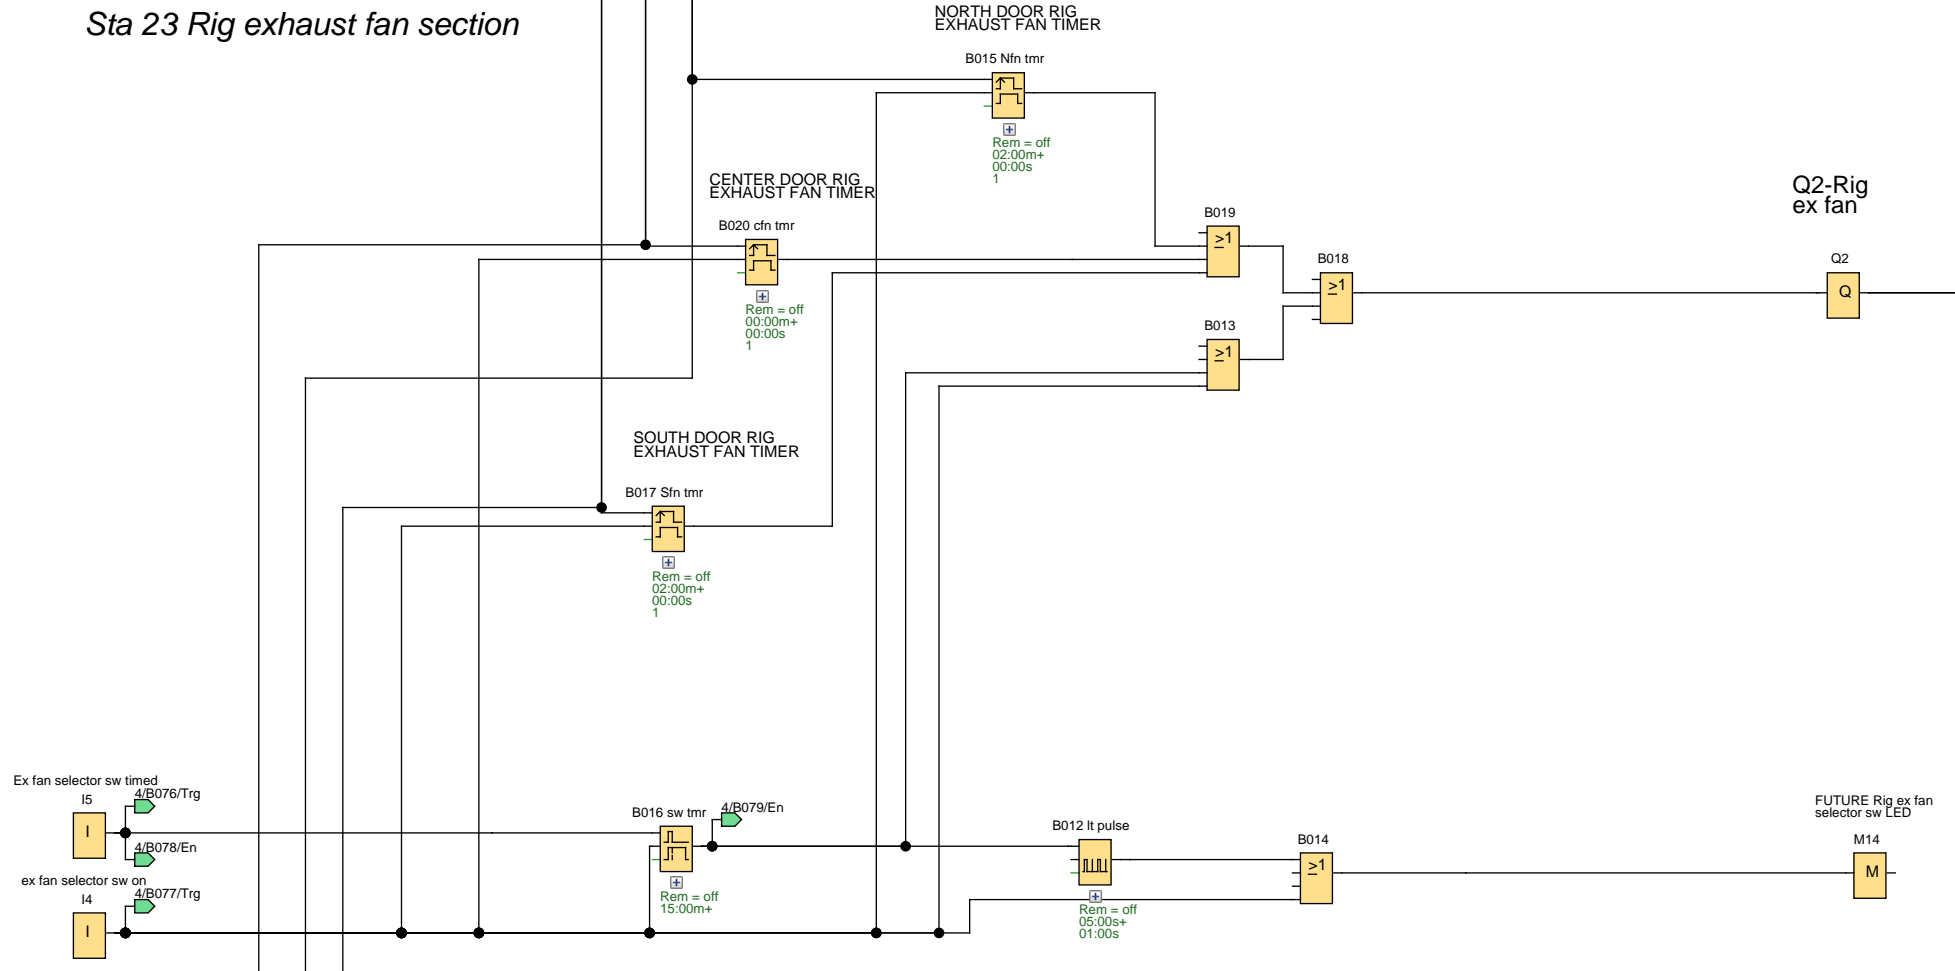 Sta 23 Rig exhaust fan section
NORTH DOOR RIG
EXHAUST FAN TIMER
B015 Nfn tmr
Rem = off
02:00m+
00:00s
1
CENTER DOOR RIG
EXHAUST FAN TIMER
B020 cfn tmr
Rem = off
00:00m+
00:00s
1
B019
≥1
B018
≥1
B013
≥1
Q2-Rig
ex fan
Q2
Q
SOUTH DOOR RIG
EXHAUST FAN TIMER
B017 Sfn tmr
Rem = off
02:00m+
00:00s
1
Ex fan selector sw timed
I5
I
4/B076/Trg
4/B078/En
ex fan selector sw on
I4
I
4/B077/Trg
B016 sw tmr
4/B079/En
Rem = off
15:00m+
B012 lt pulse
Rem = off
05:00s+
01:00s
B014
≥1
FUTURE Rig ex fan
selector sw LED
M14
M